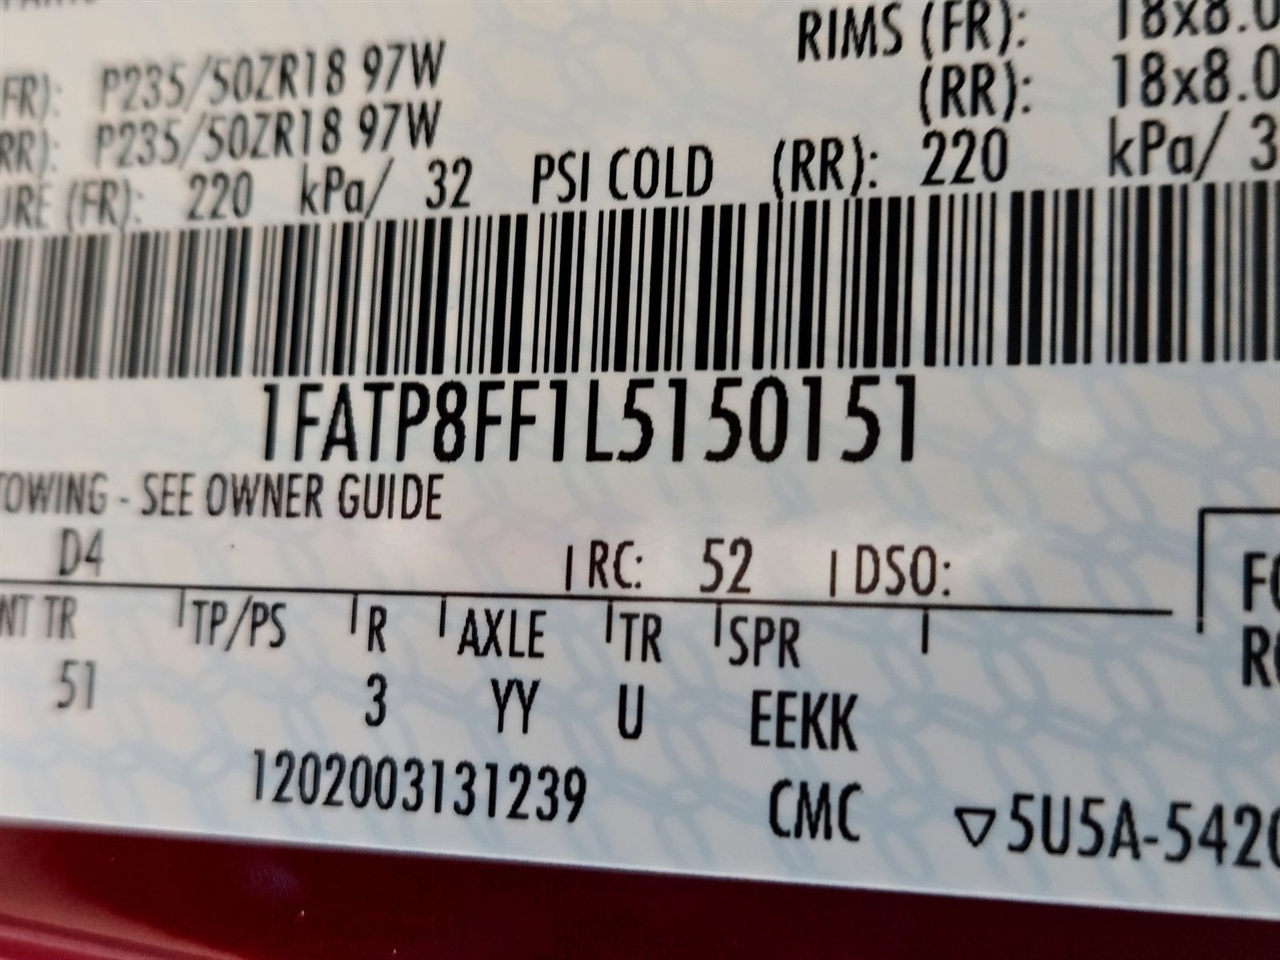 RIMS (FR): 18x8.0
FR): P235/50ZR18 97W (RR): 18x8.0
RR): P235/50ZR18 97W
URE (FR): 220 kPa/ 32 PSI COLD (RR): 220 kPa/ 3
1FATP8FF1L5150151
TOWING - SEE OWNER GUIDE
D4 RC: 52 DSO:
NT TR TP/PS R AXLE TR SPR
51 3 YY U EEKK
1202003131239 CMC ▽5U5A-5420